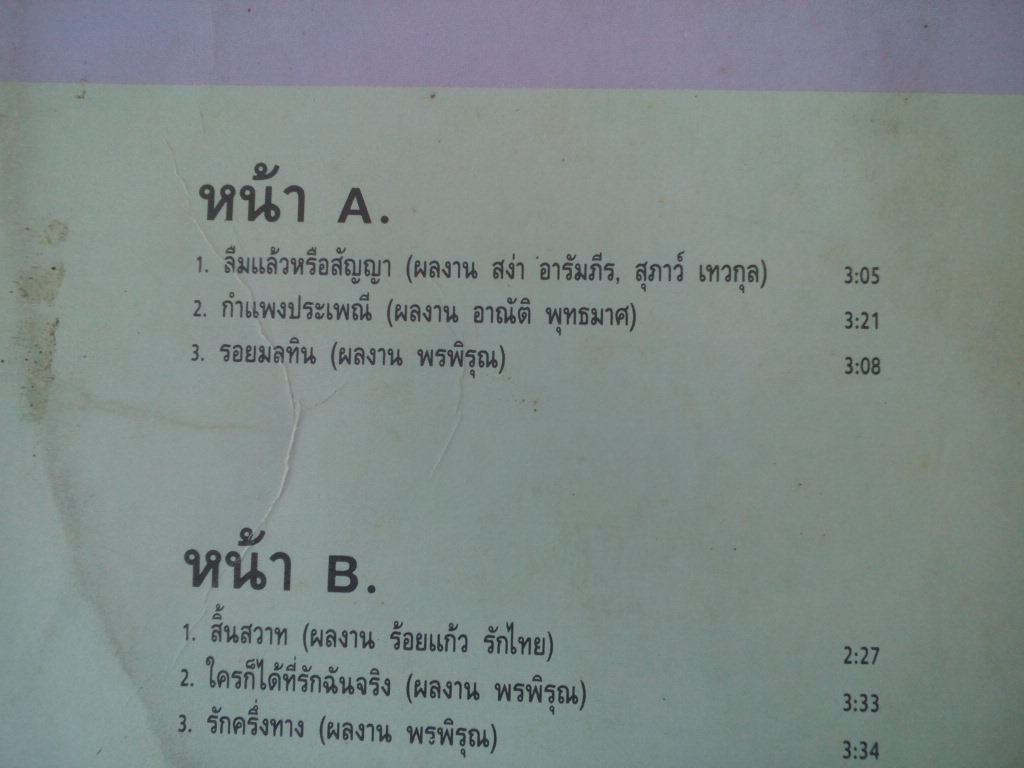 หน้า A.
1. ลืมแล้วหรือสัญญา (ผลงาน สง่า อารัมภีร, สุภาว์ เทวกุล) 3:05
2. กำแพงประเพณี (ผลงาน อาณัติ พุทธมาศ) 3:21
3. รอยมลทิน (ผลงาน พรพิรุณ) 3:08
หน้า B.
1. สิ้นสวาท (ผลงาน ร้อยแก้ว รักไทย) 2:27
2. ใครก็ได้ที่รักฉันจริง (ผลงาน พรพิรุณ) 3:33
3. รักครึ่งทาง (ผลงาน พรพิรุณ) 3:34